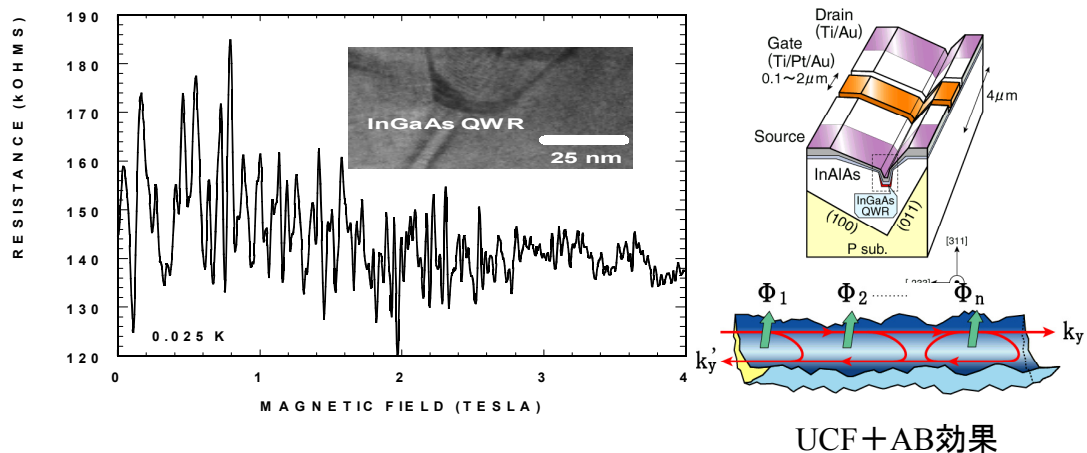 RESISTANCE (kOHMS)
190
180
170
160
150
140
130
120
0.025 K
0
1
2
3
4
MAGNETIC FIELD (TESLA)
InGaAs QWR
25 nm
Drain
(Ti/Au)
Gate
(Ti/Pt/Au)
0.1~2μm
4μm
Source
InAlAs
InGaAs
QWR
(100)
(011)
P sub.
[311]
Φ1
Φ2 ........
Φn
ky
k'y
UCF+AB効果